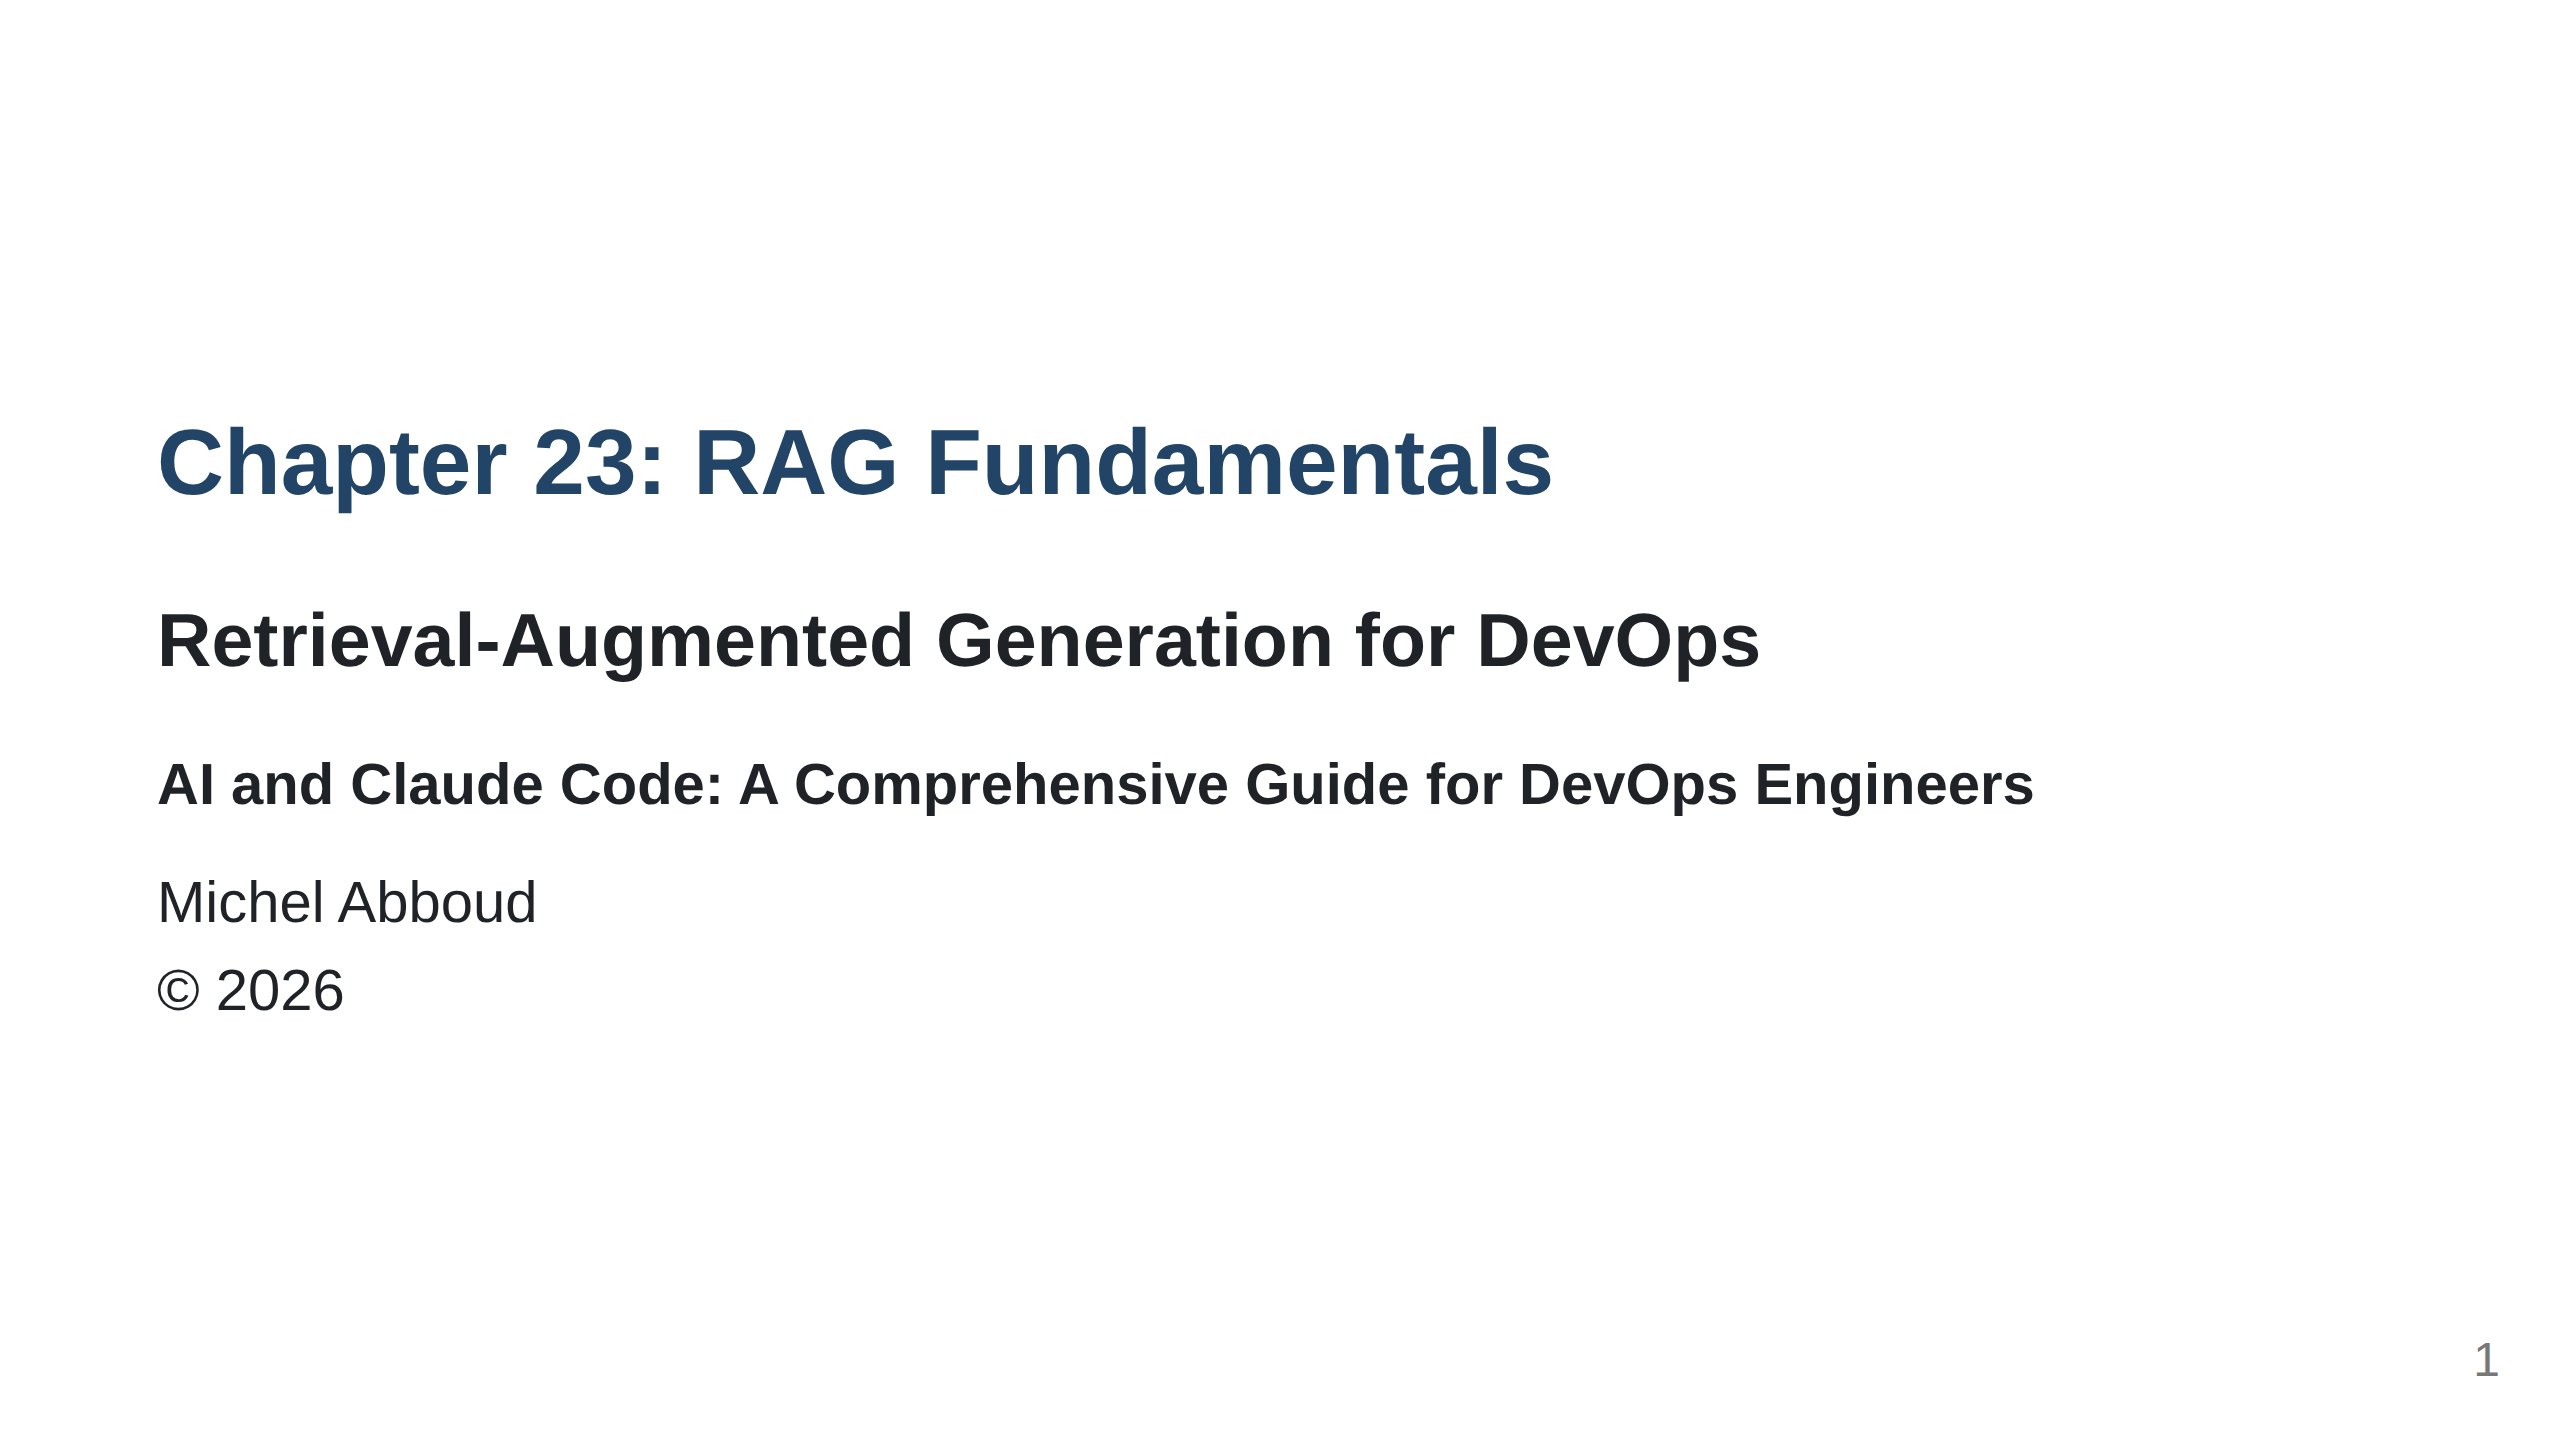 Chapter 23: RAG Fundamentals
Retrieval-Augmented Generation for DevOps
AI and Claude Code: A Comprehensive Guide for DevOps Engineers
Michel Abboud
© 2026
1